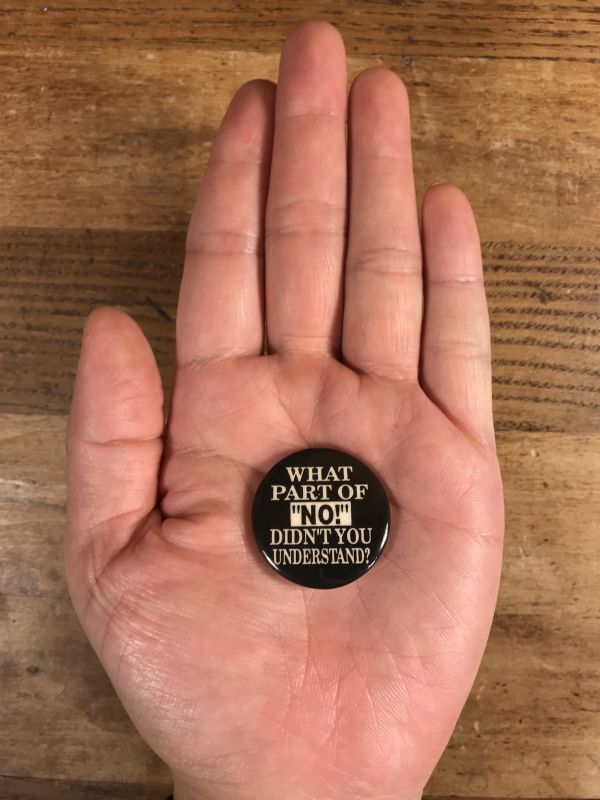 WHAT
PART OF
"NO!"
DIDN'T YOU
UNDERSTAND?